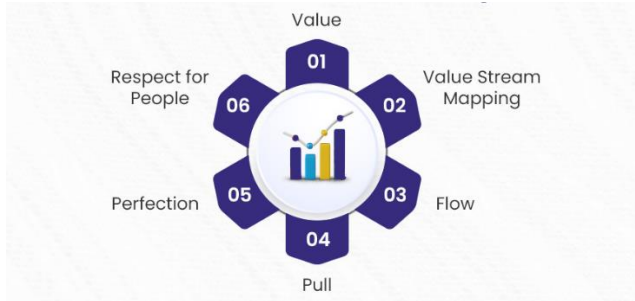 Value
01
Respect for
People
06
02
Value Stream
Mapping
Perfection
05
03
Flow
04
Pull